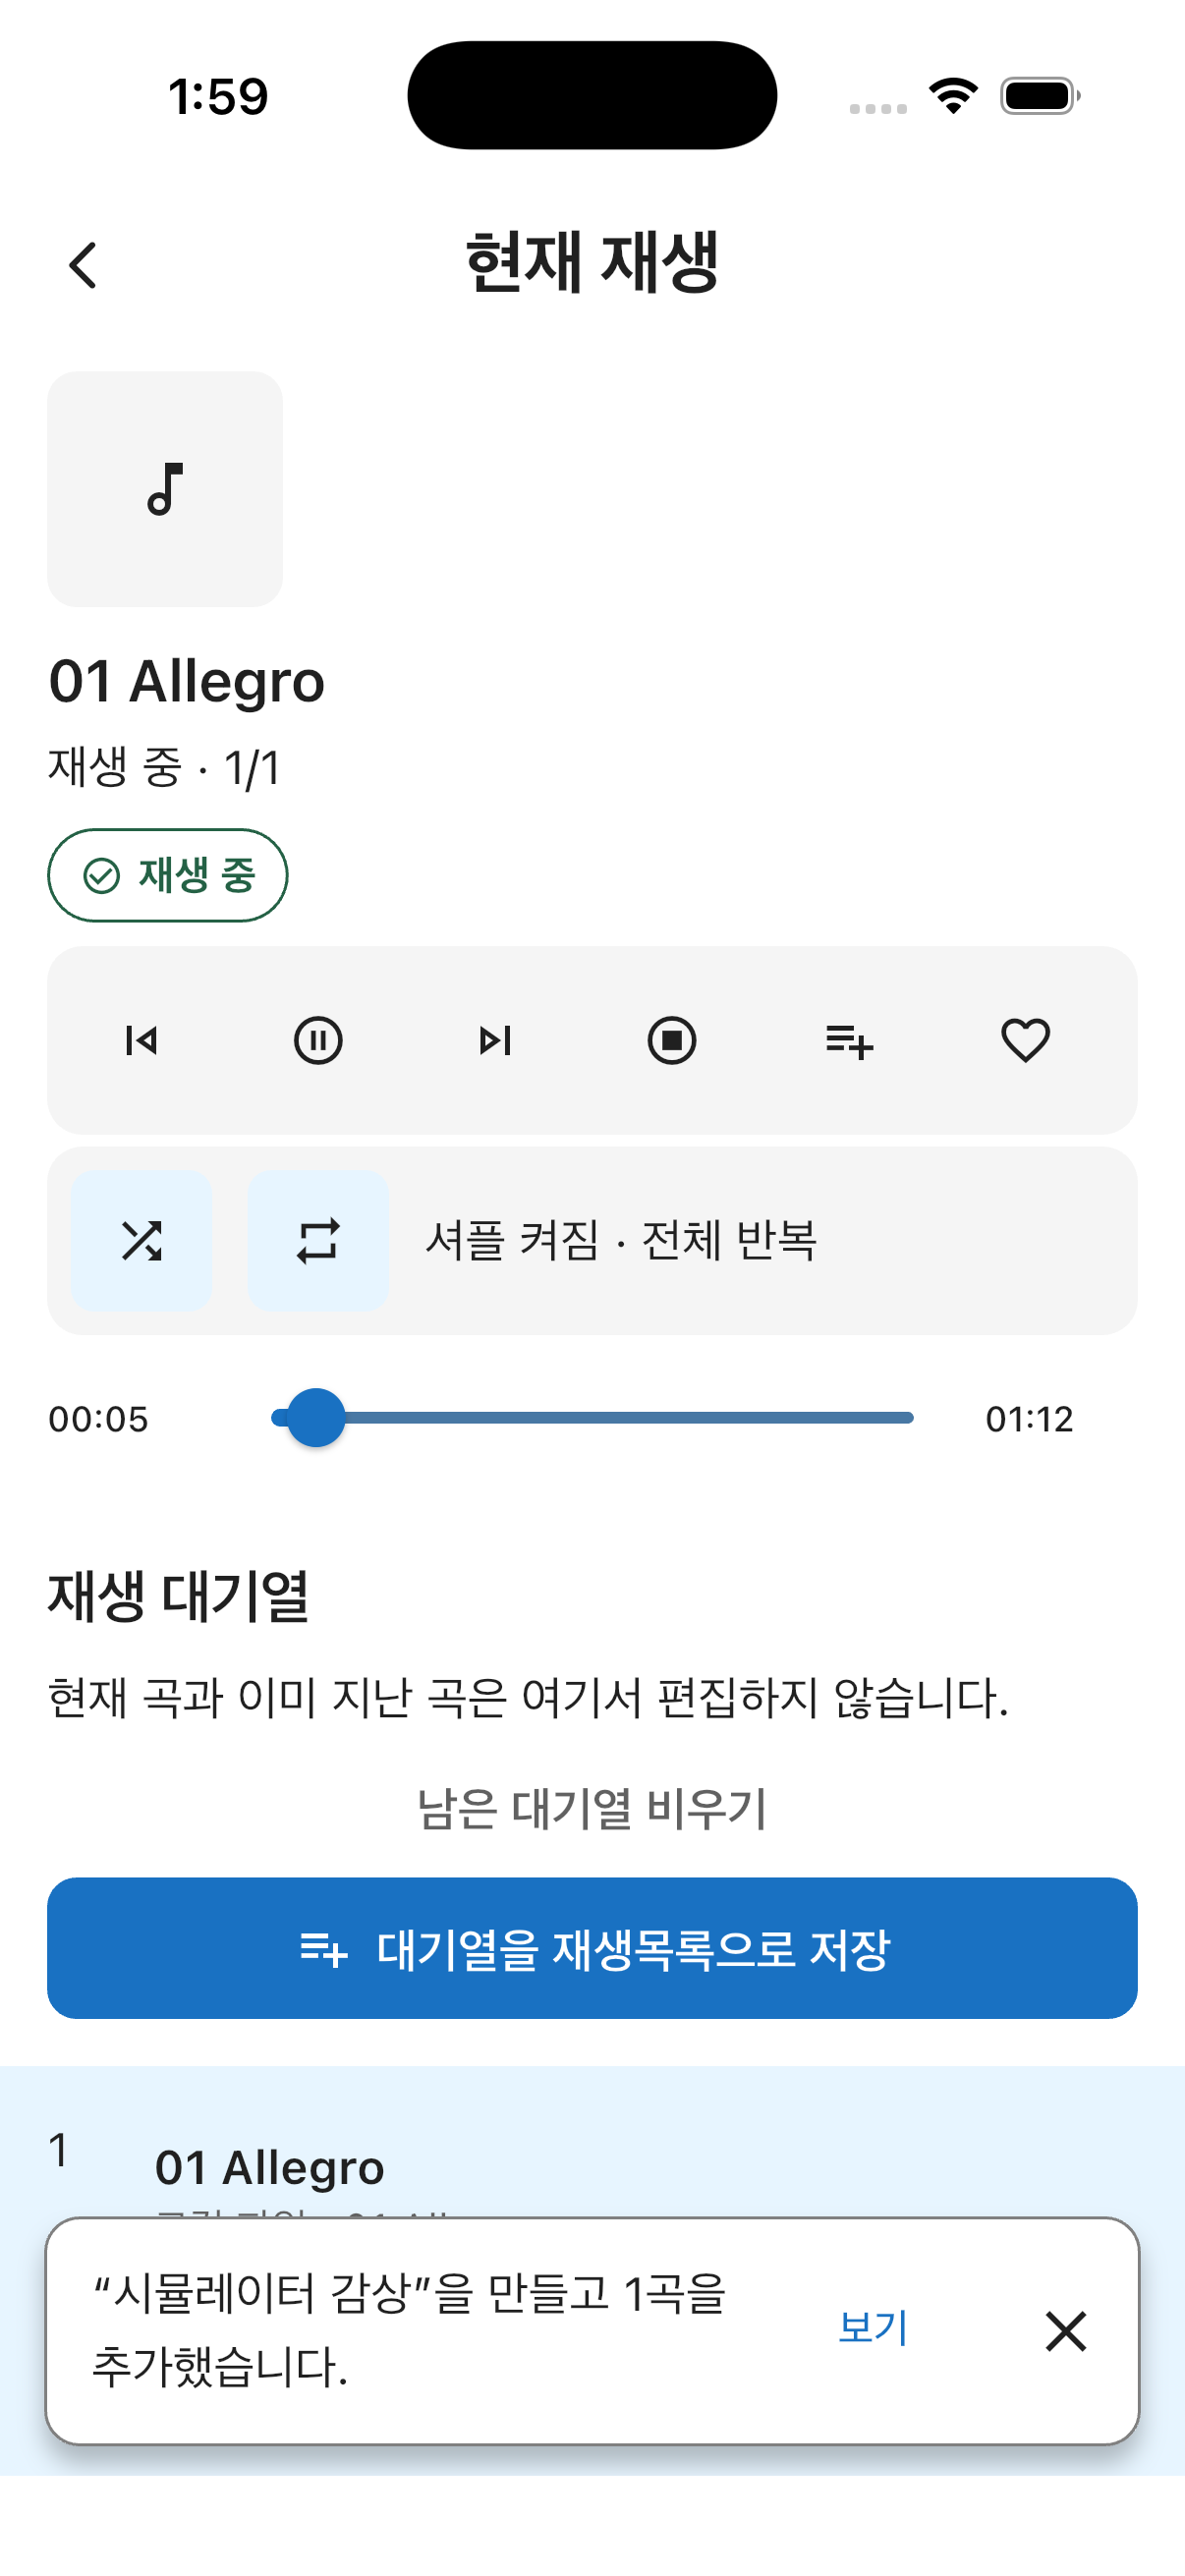 1:59
현재 재생
01 Allegro
재생 중 · 1/1
재생 중
셔플 켜짐 · 전체 반복
00:05
01:12
재생 대기열
현재 곡과 이미 지난 곡은 여기서 편집하지 않습니다.
남은 대기열 비우기
대기열을 재생목록으로 저장
1
01 Allegro
“시뮬레이터 감상”을 만들고 1곡을
추가했습니다.
보기